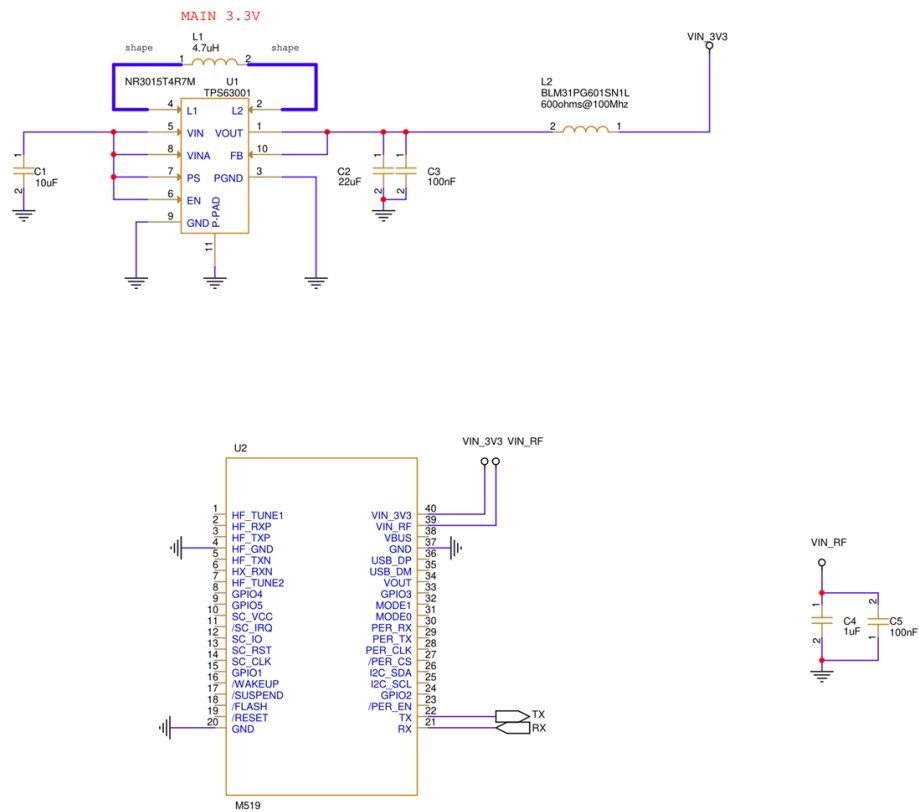 MAIN 3.3V
shape
L1
4.7uH
shape
1
2
NR3015T4R7M
U1
TPS63001
4 L1 L2 2
5 VIN VOUT 1
8 VINA FB 10
7 PS PGND 3
6 EN
9 GND
P-PAD
11
1
C1
10uF
2
1
C2
22uF
2
1
C3
100nF
2
L2
BLM31PG601SN1L
600ohms@100Mhz
2
1
VIN_3V3
U2
VIN_3V3 VIN_RF
1 HF_TUNE1 VIN_3V3 40
2 HF_RXP VIN_RF 39
3 HF_TXP VBUS 38
4 HF_GND GND 37
5 HF_TXN USB_DP 36
6 HX_RXN USB_DM 35
7 HF_TUNE2 VOUT 34
8 GPIO4 GPIO3 33
9 GPIO5 MODE1 32
10 SC_VCC MODE0 31
11 /SC_IRQ PER_RX 30
12 SC_IO PER_TX 29
13 SC_RST PER_CLK 28
14 SC_CLK /PER_CS 27
15 GPIO1 I2C_SDA 26
16 /WAKEUP I2C_SCL 25
17 /SUSPEND GPIO2 24
18 /FLASH /PER_EN 23
19 /RESET TX 22 TX
20 GND RX 21 RX
M519
VIN_RF
1
C4
1uF
2
2
C5
100nF
1